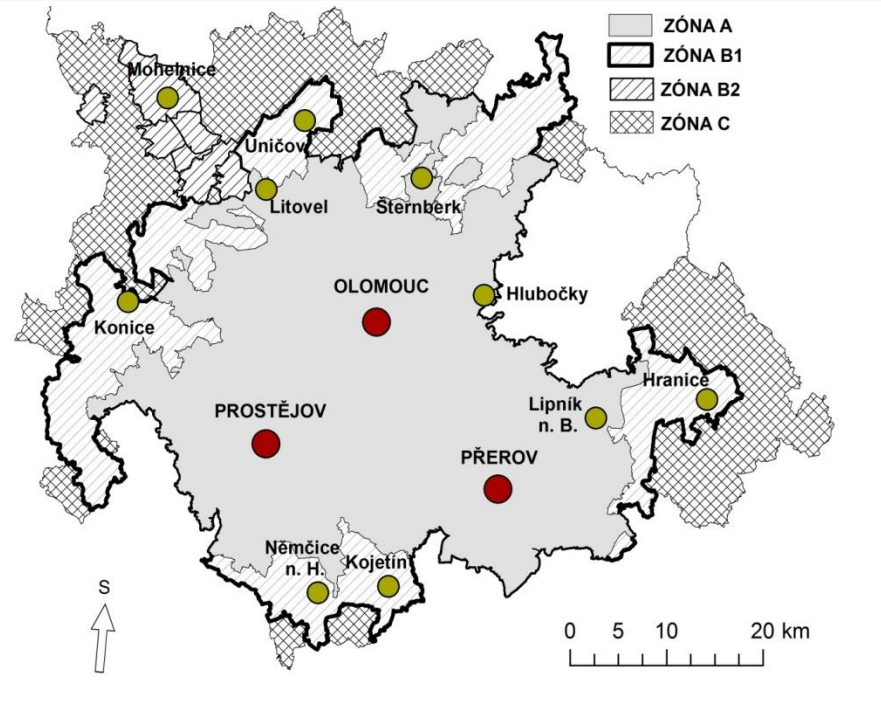 ZÓNA A
ZÓNA B1
ZÓNA B2
ZÓNA C
Mohelnice
Uničov
Litovel
Šternberk
OLOMOUC
Hlubočky
Konice
Hranice
PROSTĚJOV
Lipník
n. B.
PŘEROV
Němčice
n. H.
Kojetín
S
0 5 10 20 km